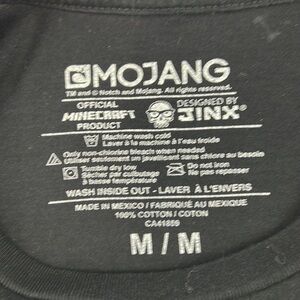 MOJANG
TM and © Notch and Mojang. All rights reserved.
OFFICIAL
MINECRAFT
PRODUCT
DESIGNED BY
JINX®
Machine wash cold
Laver à la machine à l'eau froide
Only non-chlorine bleach when needed
Utiliser seulement un javellisant sans chlore au besoin
Tumble dry low
Sécher par culbutage
à basse température
Do not iron
Ne pas repasser
WASH INSIDE OUT - LAVER À L'ENVERS
MADE IN MEXICO / FABRIQUÉ AU MEXIQUE
100% COTTON / COTON
CA41859
M / M